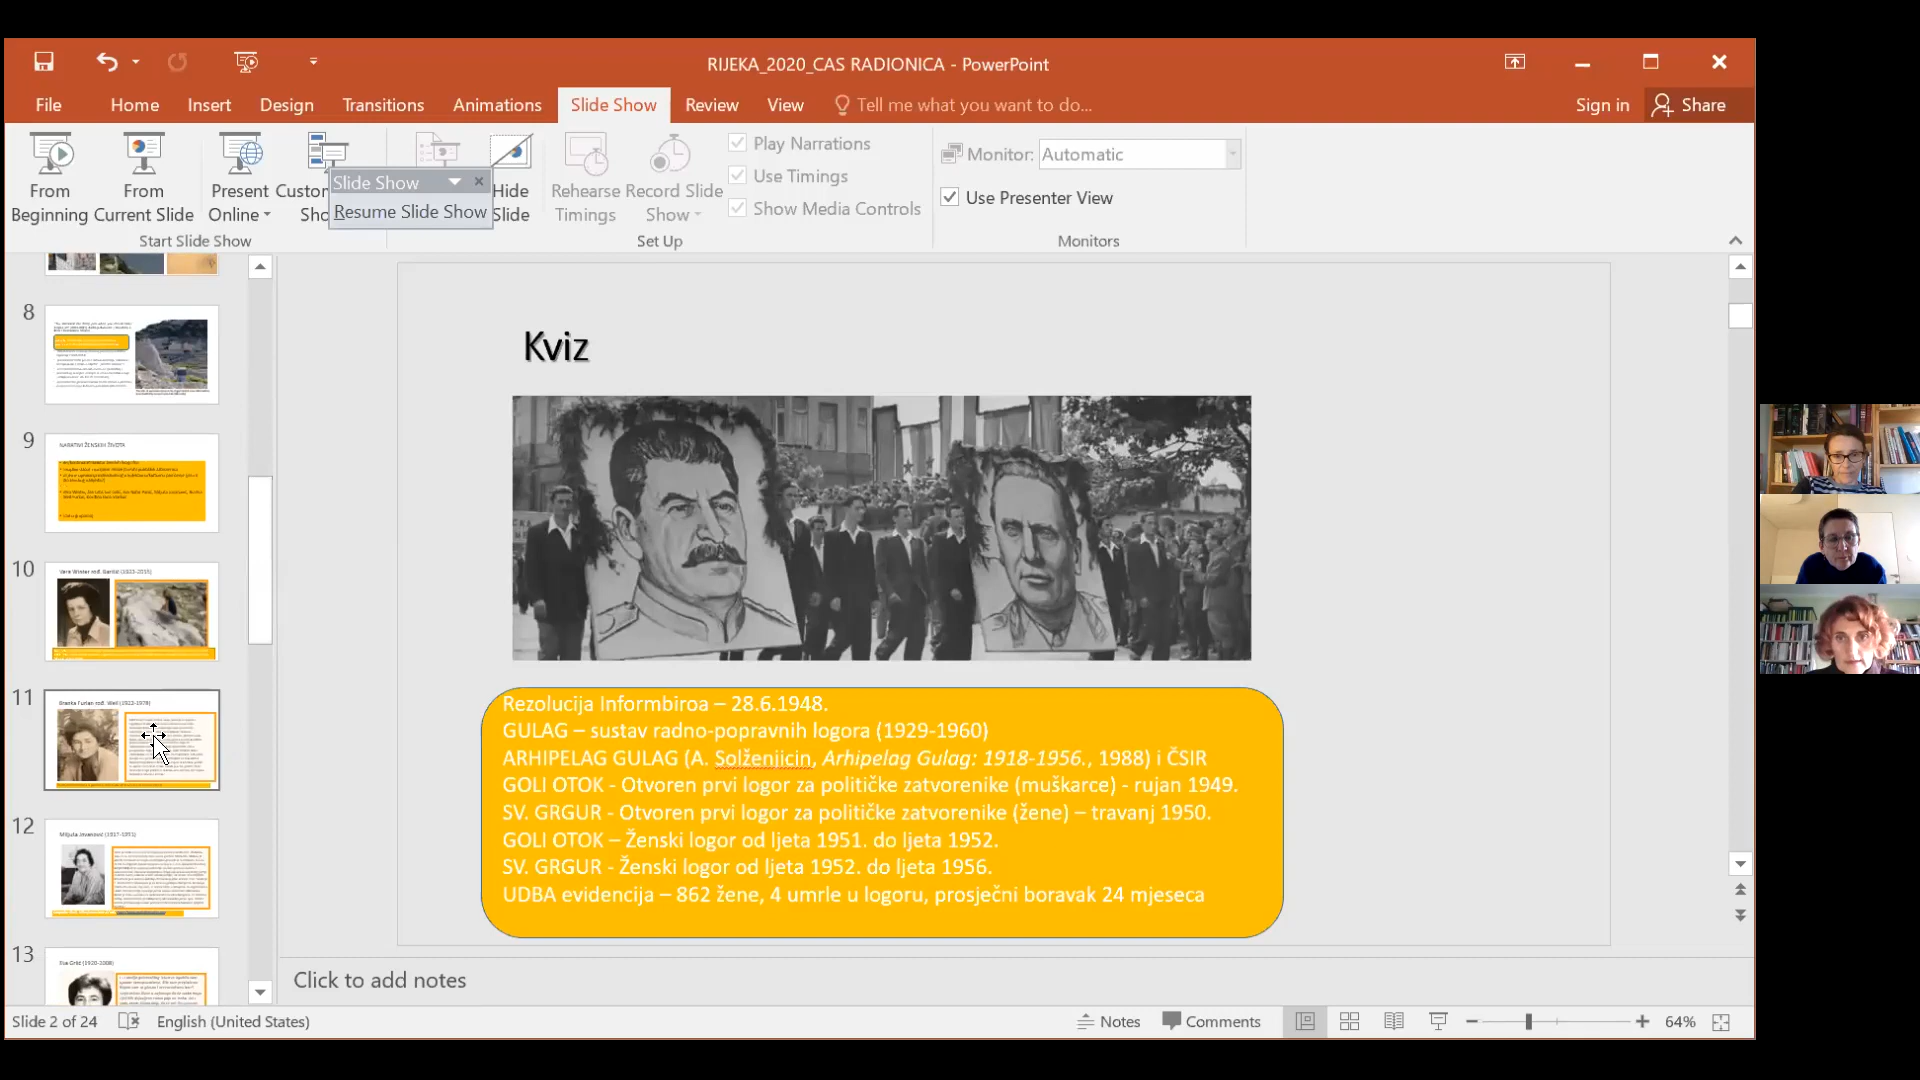 RIJEKA_2020_CAS RADIONICA - PowerPoint
File Home Insert Design Transitions Animations Slide Show Review View Tell me what you want to do... Sign in Share
From Beginning
From Current Slide
Present Online
Custom
Sho
Slide Show
Resume Slide Show
Hide Slide
Rehearse Timings
Record Slide Show
Play Narrations
Use Timings
Show Media Controls
Monitor: Automatic
Use Presenter View
Start Slide Show
Set Up
Monitors
8
9
NARATIVI ŽENSKIH ŽIVOTA
10
11
12
13
Kviz
Rezolucija Informbiroa – 28.6.1948.
GULAG – sustav radno-popravnih logora (1929-1960)
ARHIPELAG GULAG (A. Solženjicin, Arhipelag Gulag: 1918-1956., 1988) i ČSIR
GOLI OTOK - Otvoren prvi logor za političke zatvorenike (muškarce) - rujan 1949.
SV. GRGUR - Otvoren prvi logor za političke zatvorenike (žene) – travanj 1950.
GOLI OTOK – Ženski logor od ljeta 1951. do ljeta 1952.
SV. GRGUR - Ženski logor od ljeta 1952. do ljeta 1956.
UDBA evidencija – 862 žene, 4 umrle u logoru, prosječni boravak 24 mjeseca
Click to add notes
Slide 2 of 24 English (United States) Notes Comments 64%